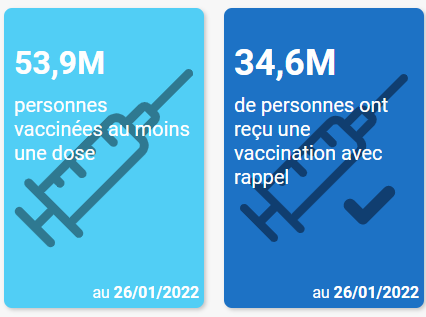 53,9M
personnes
vaccinées au moins
une dose
au 26/01/2022
34,6M
de personnes ont
reçu une
vaccination avec
rappel
au 26/01/2022